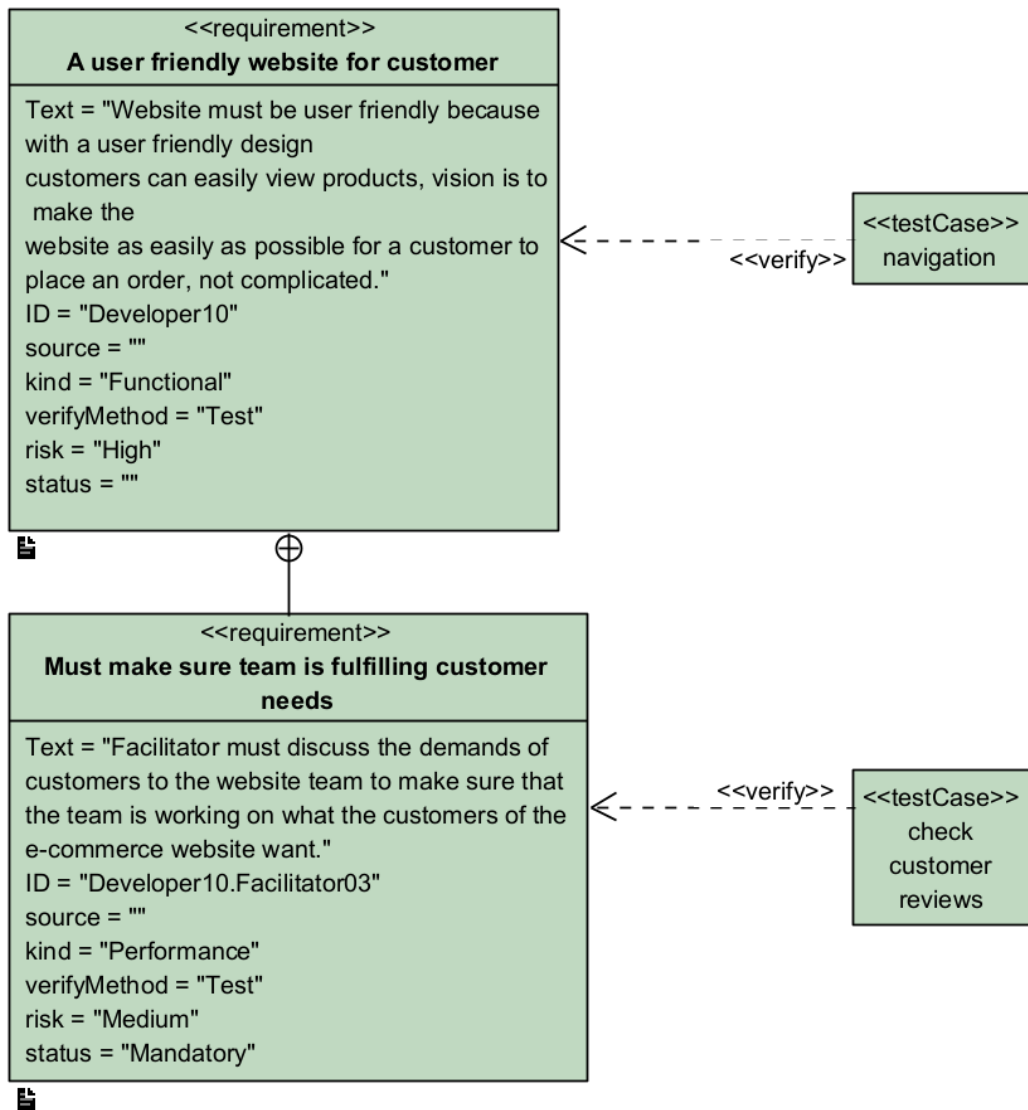 <<requirement>>
A user friendly website for customer
Text = "Website must be user friendly because
with a user friendly design
customers can easily view products, vision is to
make the
website as easily as possible for a customer to
place an order, not complicated."
ID = "Developer10"
source = ""
kind = "Functional"
verifyMethod = "Test"
risk = "High"
status = ""
<<verify>>
<<testCase>>
navigation
<<requirement>>
Must make sure team is fulfilling customer
needs
Text = "Facilitator must discuss the demands of
customers to the website team to make sure that
the team is working on what the customers of the
e-commerce website want."
ID = "Developer10.Facilitator03"
source = ""
kind = "Performance"
verifyMethod = "Test"
risk = "Medium"
status = "Mandatory"
<<verify>>
<<testCase>>
check
customer
reviews